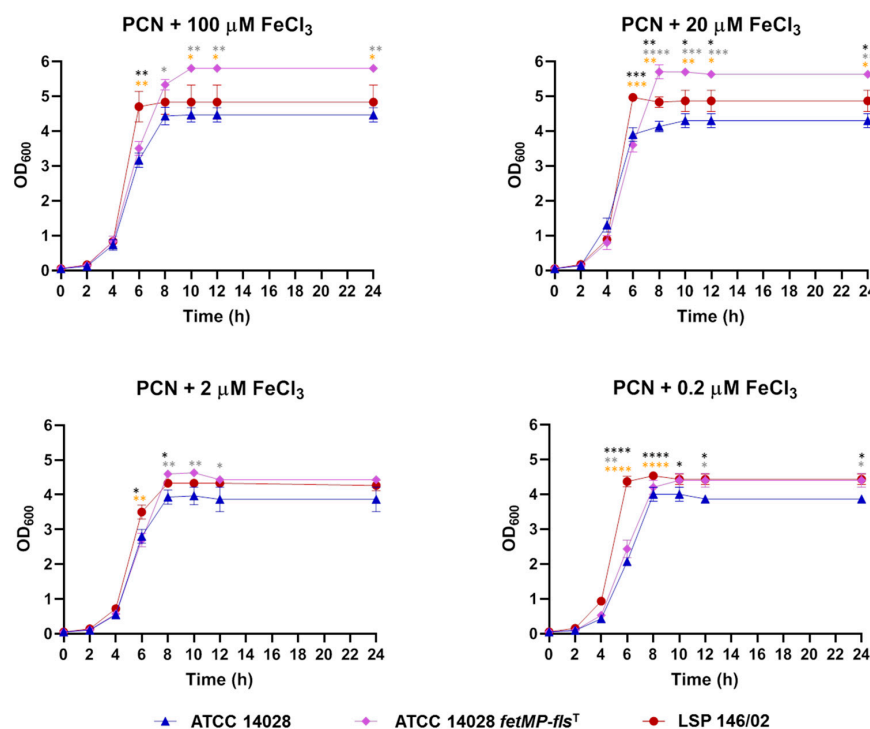 PCN + 100 µM FeCl₃
** ** *
** * * ** * ** *
6
5
4
3
2
1
0
OD₆₀₀
0 2 4 6 8 10 12 14 16 18 20 22 24
Time (h)
PCN + 20 µM FeCl₃
*** *** ** **** ** * *** ** * *** * * * *
6
5
4
3
2
1
0
OD₆₀₀
0 2 4 6 8 10 12 14 16 18 20 22 24
Time (h)
PCN + 2 µM FeCl₃
* ** * ** ** *
6
5
4
3
2
1
0
OD₆₀₀
0 2 4 6 8 10 12 14 16 18 20 22 24
Time (h)
PCN + 0.2 µM FeCl₃
**** ** **** **** **** * * * * *
6
5
4
3
2
1
0
OD₆₀₀
0 2 4 6 8 10 12 14 16 18 20 22 24
Time (h)
ATCC 14028 ATCC 14028 fetMP-flsᵀ LSP 146/02